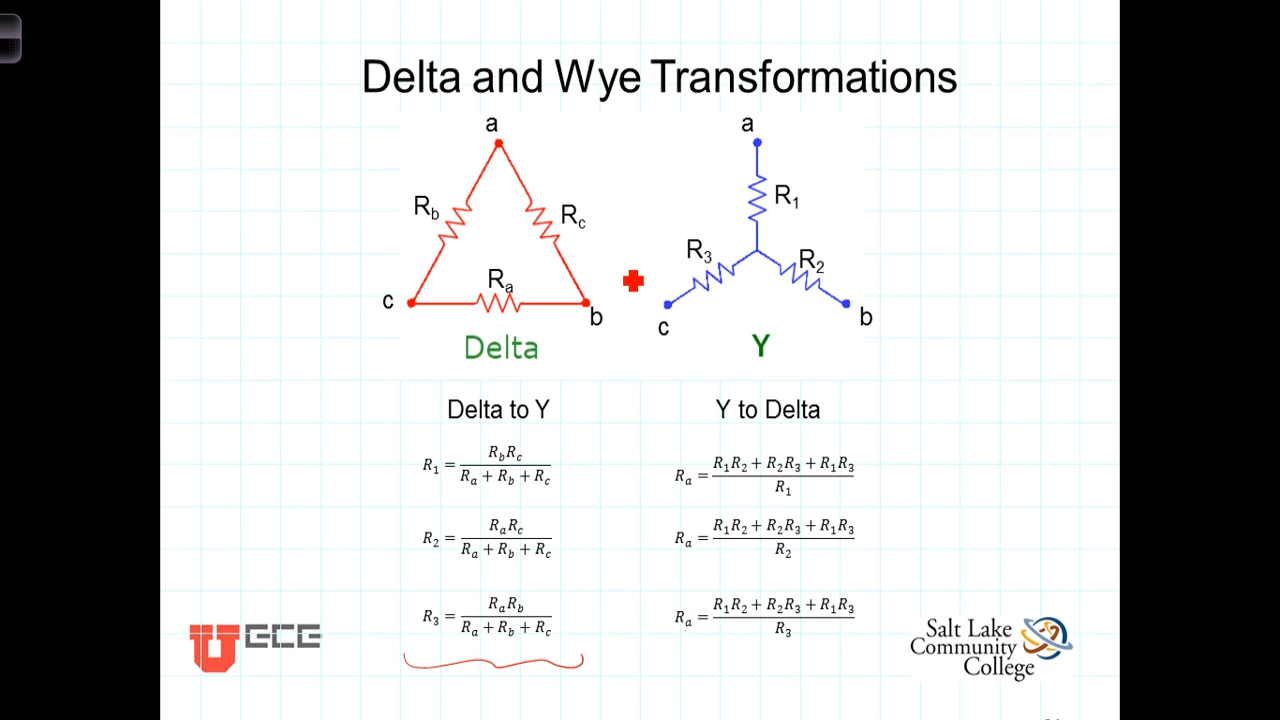 Delta and Wye Transformations
a
R_b
R_c
R_a
c
b
Delta
a
R_1
R_3
R_2
c
b
Y
Delta to Y
R_1 = R_bR_c / R_a + R_b + R_c
R_2 = R_aR_c / R_a + R_b + R_c
R_3 = R_aR_b / R_a + R_b + R_c
Y to Delta
R_a = R_1R_2 + R_2R_3 + R_1R_3 / R_1
R_a = R_1R_2 + R_2R_3 + R_1R_3 / R_2
R_a = R_1R_2 + R_2R_3 + R_1R_3 / R_3
U ECE
Salt Lake
Community
College